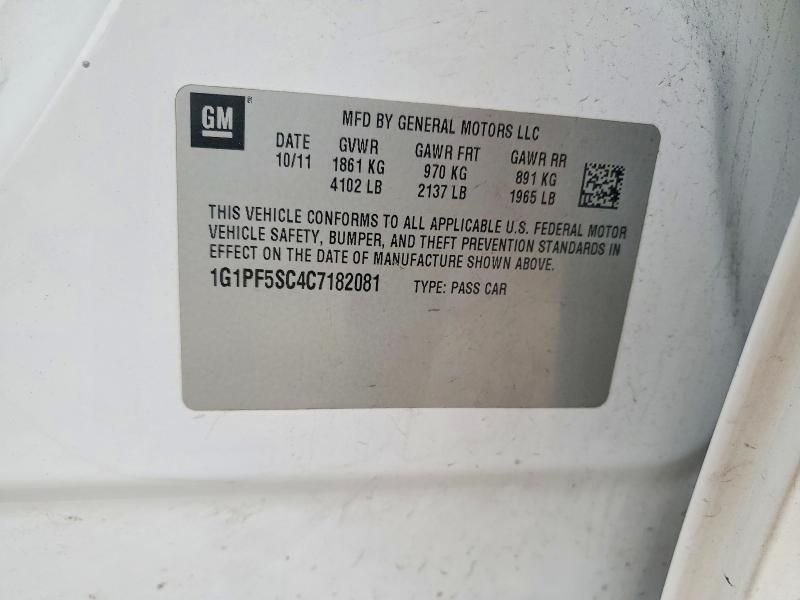 GM
MFD BY GENERAL MOTORS LLC
DATE GVWR GAWR FRT GAWR RR
10/11 1861 KG 970 KG 891 KG
4102 LB 2137 LB 1965 LB
THIS VEHICLE CONFORMS TO ALL APPLICABLE U.S. FEDERAL MOTOR
VEHICLE SAFETY, BUMPER, AND THEFT PREVENTION STANDARDS IN
EFFECT ON THE DATE OF MANUFACTURE SHOWN ABOVE.
1G1PF5SC4C7182081 TYPE: PASS CAR